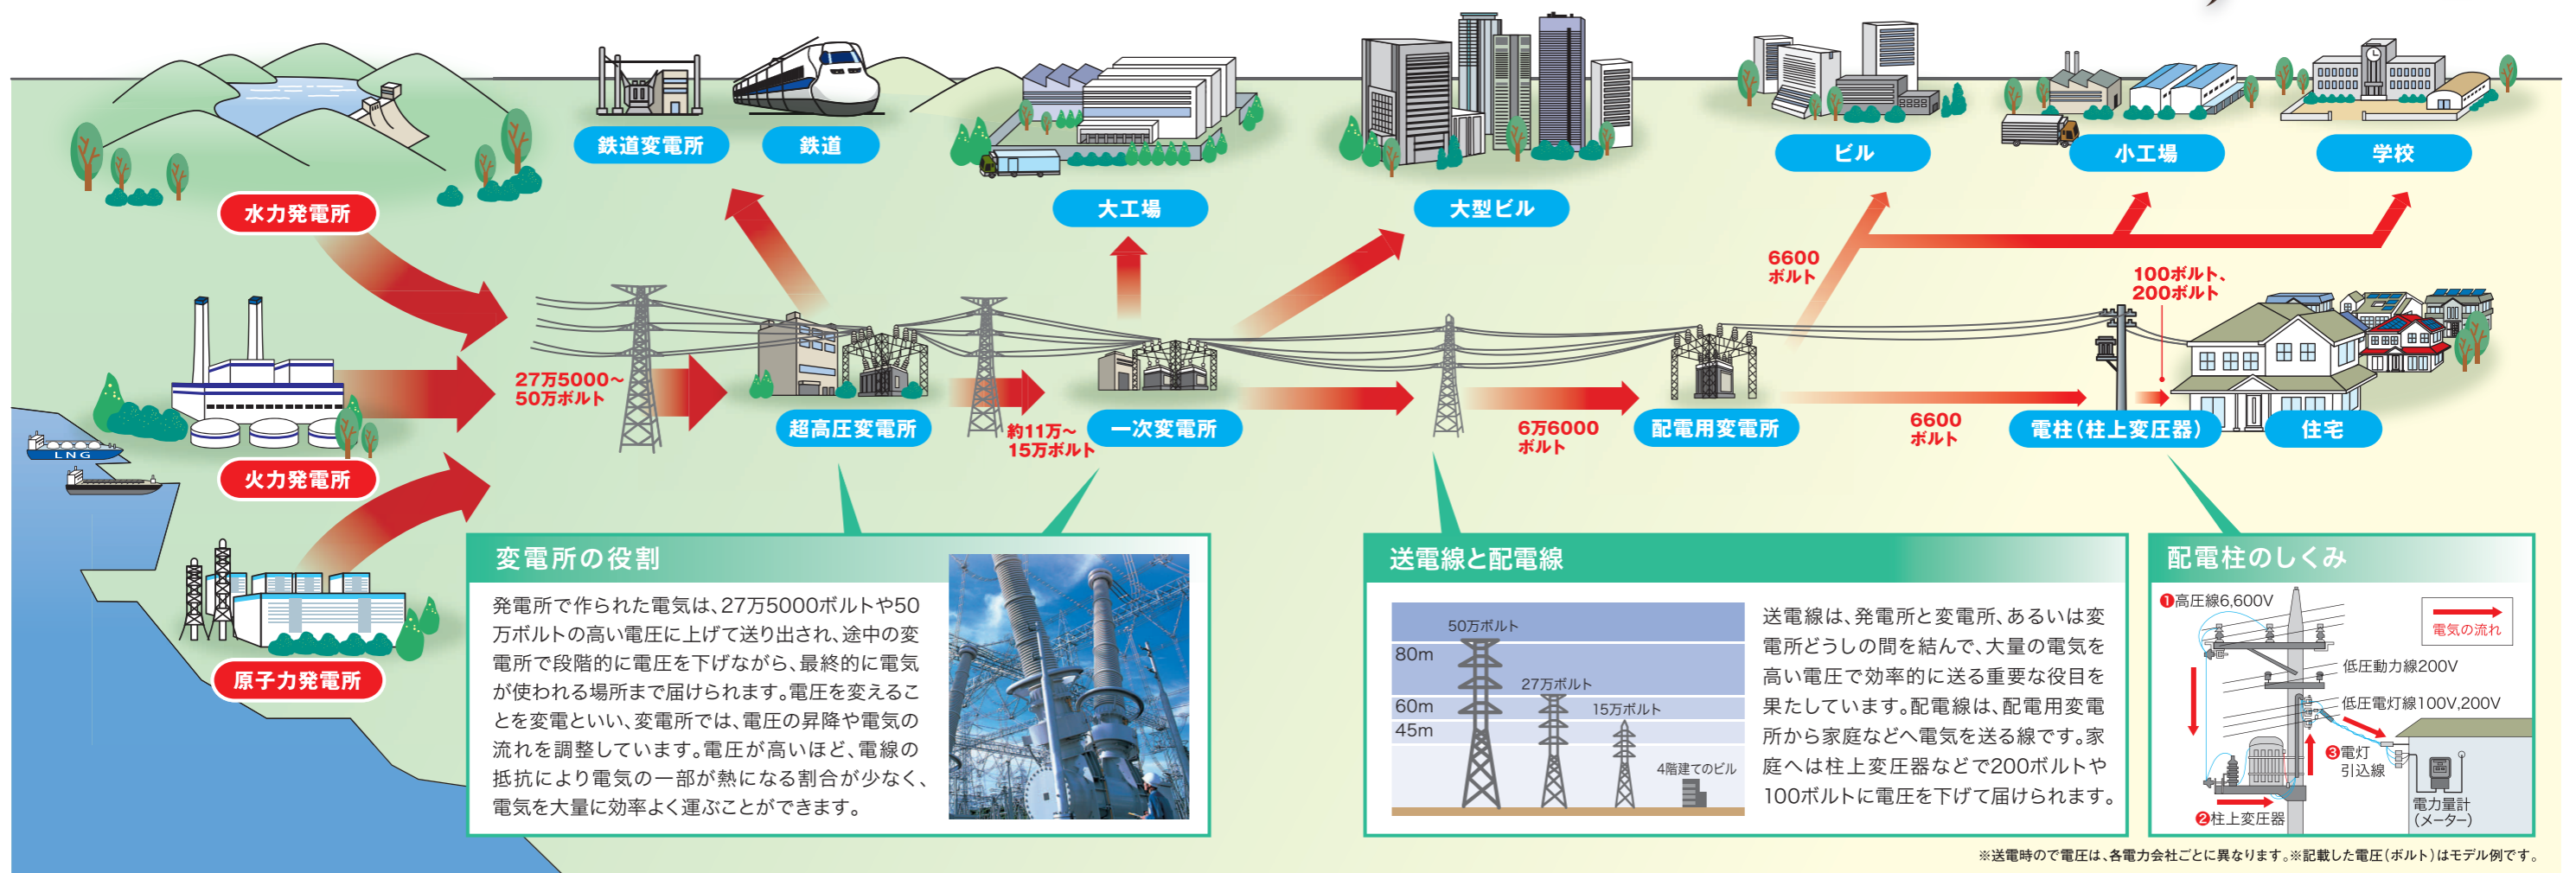 鉄道変電所
鉄道
ビル
小工場
学校
水力発電所
大工場
大型ビル
6600
ボルト
100ボルト、
200ボルト
27万5000〜
50万ボルト
超高圧変電所
約11万〜
15万ボルト
一次変電所
6万6000
ボルト
配電用変電所
6600
ボルト
電柱(柱上変圧器)
住宅
LNG
火力発電所
原子力発電所
変電所の役割
発電所で作られた電気は、27万5000ボルトや50
万ボルトの高い電圧に上げて送り出され、途中の変
電所で段階的に電圧を下げながら、最終的に電気
が使われる場所まで届けられます。電圧を変えるこ
とを変電といい、変電所では、電圧の昇降や電気の
流れを調整しています。電圧が高いほど、電線の
抵抗により電気の一部が熱になる割合が少なく、
電気を大量に効率よく運ぶことができます。
送電線と配電線
50万ボルト
80m
27万ボルト
60m
15万ボルト
45m
4階建てのビル
送電線は、発電所と変電所、あるいは変
電所どうしの間を結んで、大量の電気を
高い電圧で効率的に送る重要な役目を
果たしています。配電線は、配電用変電
所から家庭などへ電気を送る線です。家
庭へは柱上変圧器などで200ボルトや
100ボルトに電圧を下げて届けられます。
配電柱のしくみ
❶高圧線6,600V
電気の流れ
低圧動力線200V
低圧電灯線100V,200V
❸電灯
引込線
電力量計
(メーター)
❷柱上変圧器
※送電時ので電圧は、各電力会社ごとに異なります。※記載した電圧(ボルト)はモデル例です。